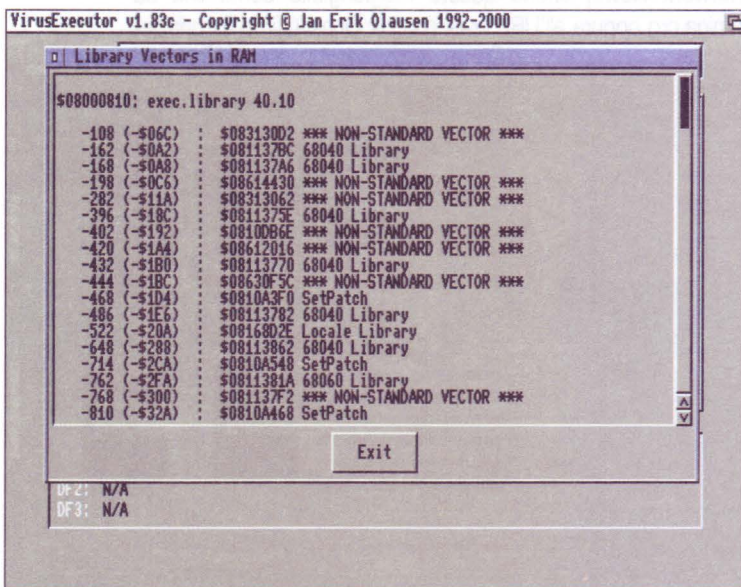 VirusExecutor v1.83c - Copyright © Jan Erik Olausen 1992-2000
Library Vectors in RAM
$08000810: exec.library 40.10
-108 (-$06C) : $083130D2 *** NON-STANDARD VECTOR ***
-162 (-$0A2) : $081137BC 68040 Library
-168 (-$0A8) : $081137A6 68040 Library
-198 (-$0C6) : $08614430 *** NON-STANDARD VECTOR ***
-282 (-$11A) : $08313062 *** NON-STANDARD VECTOR ***
-396 (-$18C) : $0811375E 68040 Library
-402 (-$192) : $0810DB6E *** NON-STANDARD VECTOR ***
-420 (-$1A4) : $08612016 *** NON-STANDARD VECTOR ***
-432 (-$1B0) : $08113770 68040 Library
-444 (-$1BC) : $08630F5C *** NON-STANDARD VECTOR ***
-468 (-$1D4) : $0810A3F0 SetPatch
-486 (-$1E6) : $08113782 68040 Library
-522 (-$20A) : $08168D2E Locale Library
-648 (-$288) : $08113862 68040 Library
-714 (-$2CA) : $0810A548 SetPatch
-762 (-$2FA) : $0811381A 68060 Library
-768 (-$300) : $081137F2 *** NON-STANDARD VECTOR ***
-810 (-$32A) : $0810A468 SetPatch
Exit
DF2: N/A
DF3: N/A